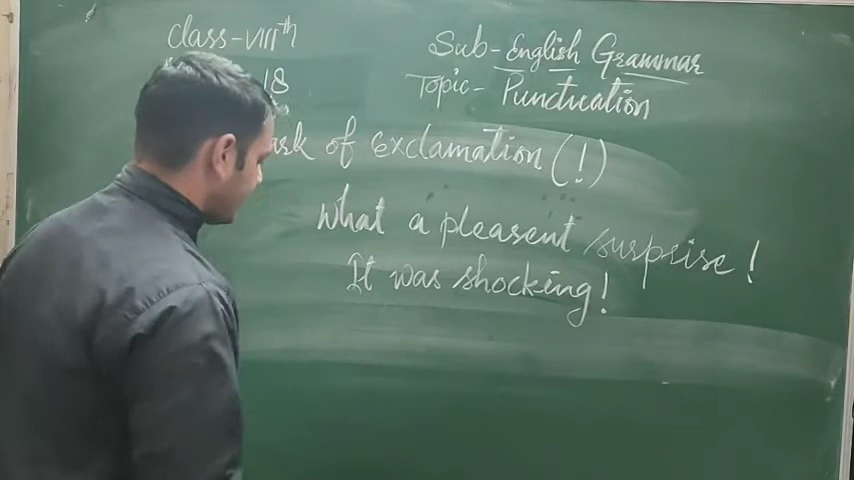 Class-VIIIth
Sub-English Grammar
18
Topic- Punctuation
of exclamation (!)
What a pleasent surprise!
It was shocking!